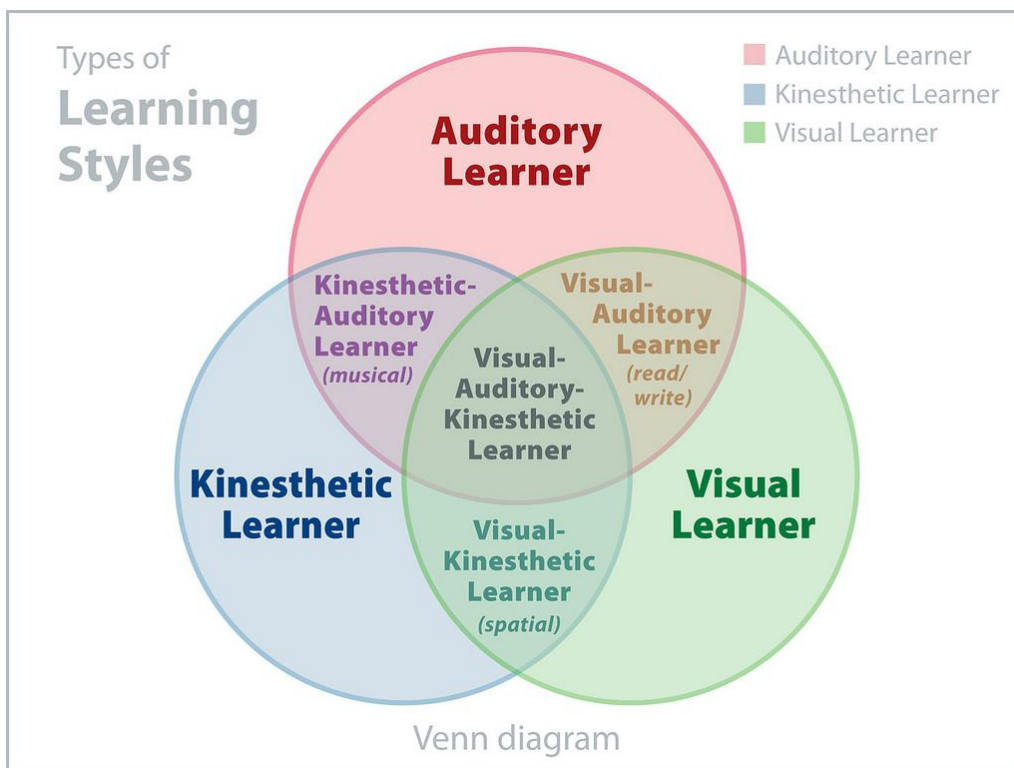 Types of
Learning
Styles
Auditory Learner
Kinesthetic Learner
Visual Learner
Auditory
Learner
Kinesthetic-
Auditory
Learner
(musical)
Visual-
Auditory
Learner
(read/
write)
Visual-
Auditory-
Kinesthetic
Learner
Kinesthetic
Learner
Visual
Learner
Visual-
Kinesthetic
Learner
(spatial)
Venn diagram